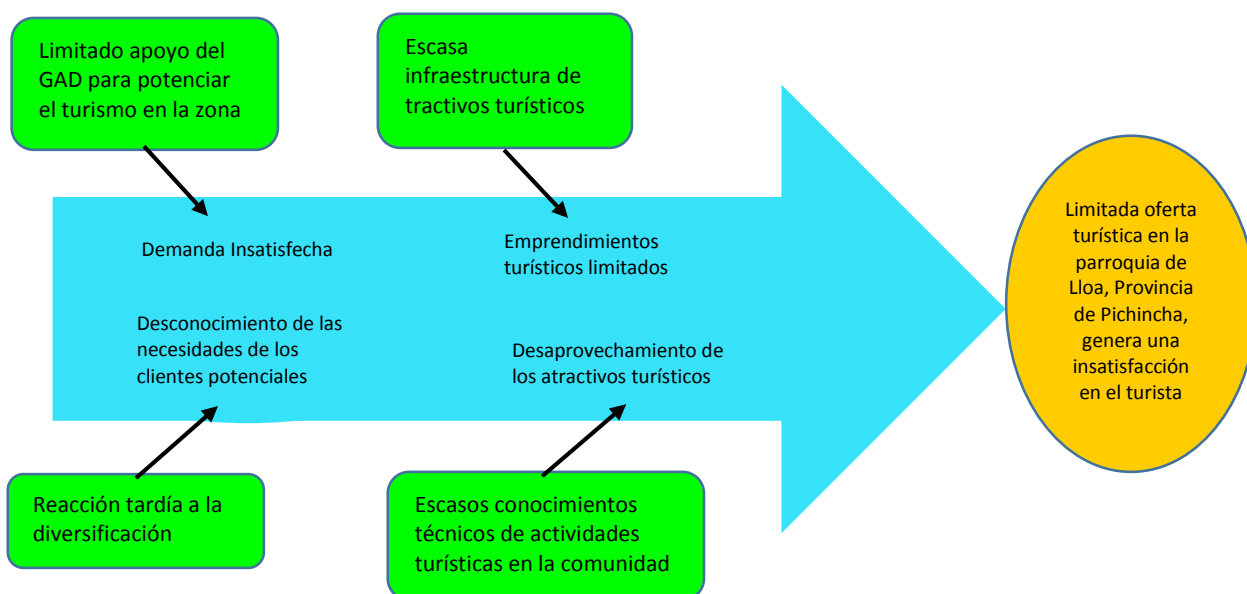 Limitado apoyo del
GAD para potenciar
el turismo en la zona
Escasa
infraestructura de
tractivos turísticos
Demanda Insatisfecha
Emprendimientos
turísticos limitados
Desconocimiento de las
necesidades de los
clientes potenciales
Desaprovechamiento de
los atractivos turísticos
Reacción tardía a la
diversificación
Escasos conocimientos
técnicos de actividades
turísticas en la comunidad
Limitada oferta
turística en la
parroquia de
Lloa, Provincia
de Pichincha,
genera una
insatisfacción
en el turista